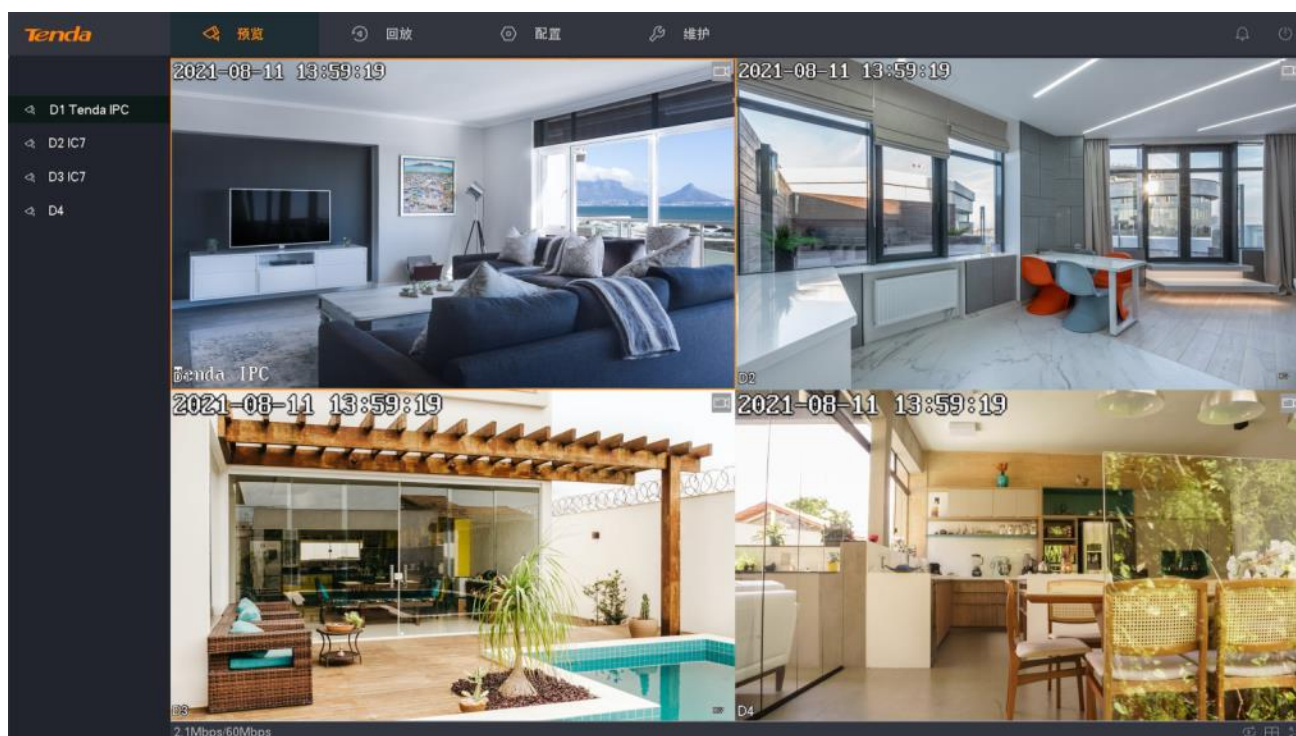 Tenda 预览 回放 配置 维护
D1 Tenda IPC
D2 IC7
D3 IC7
D4
2021-08-11 13:59:19
2021-08-11 13:59:19
Tenda IPC
D2
2021-08-11 13:59:19
2021-08-11 13:59:19
D3
D4
2.1Mbps/60Mbps